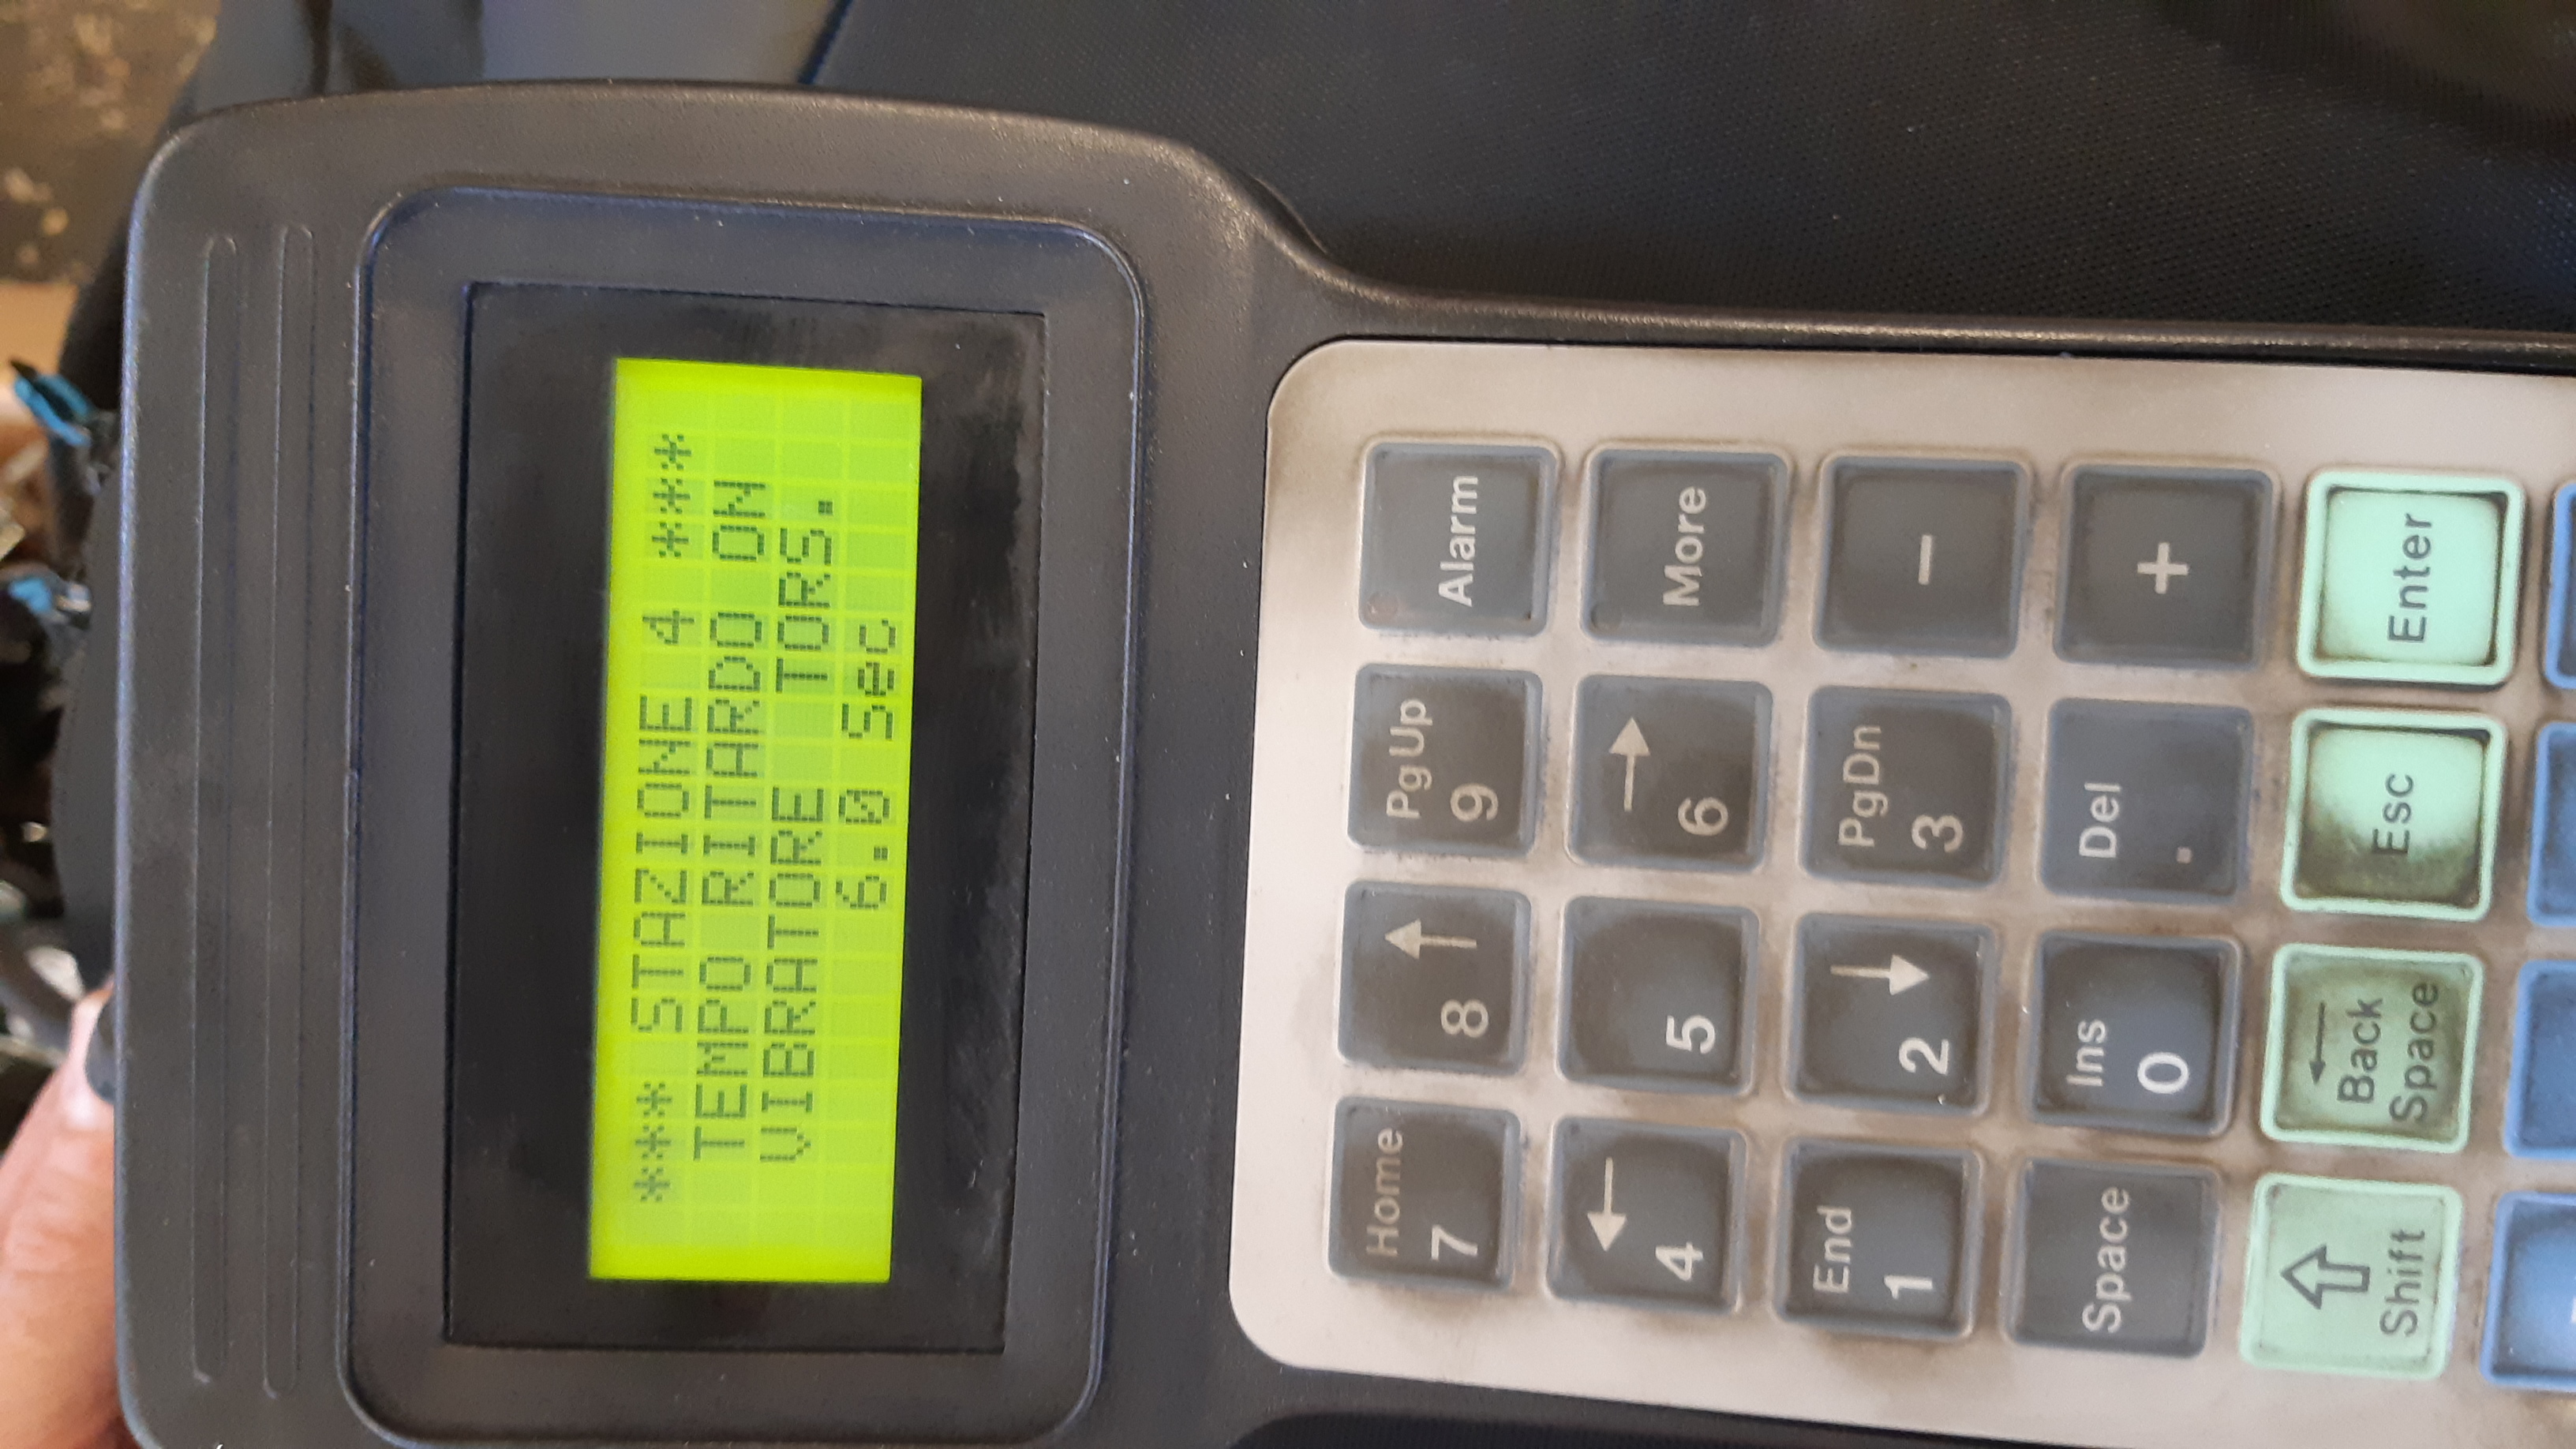 *** STAZIONE 4 ***
TEMPO RITARDO ON
VIBRATORE TORS.
6.0 Sec
Home
7
8
PgUp
9
Alarm
4
5
6
More
End
1
2
PgDn
3
-
Space
Ins
0
Del
.
+
Shift
Back
Space
Esc
Enter